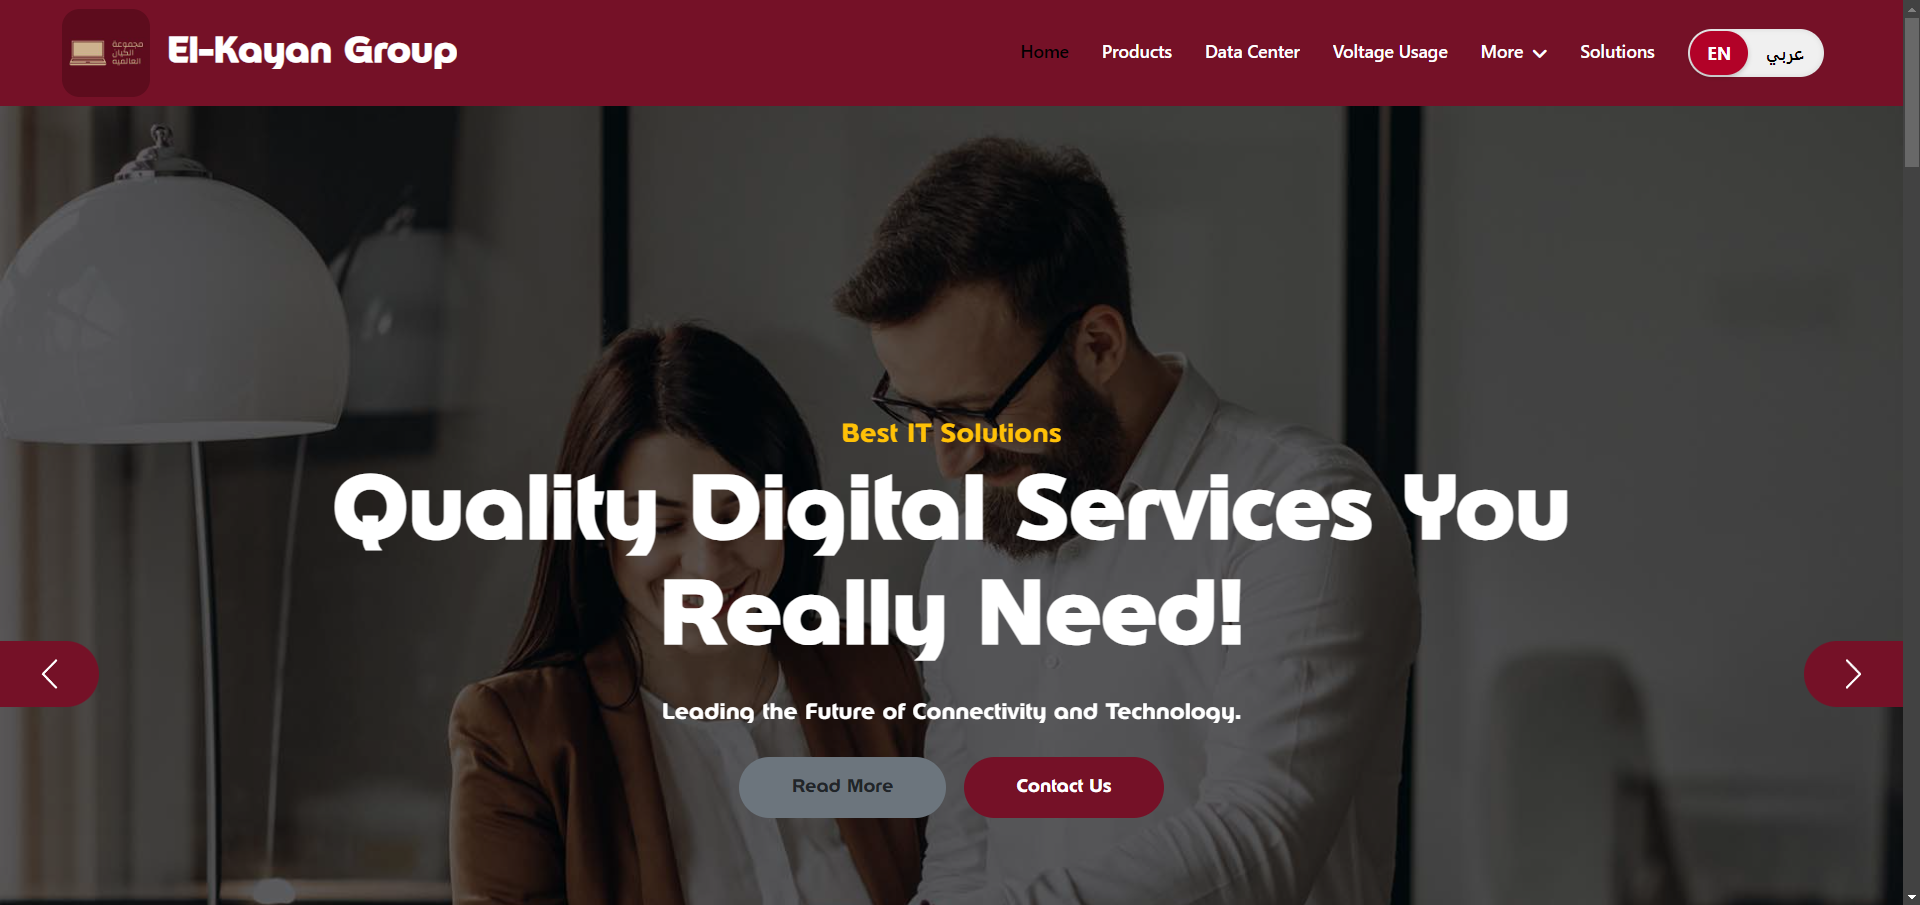 مجموعة
الكيان
العالميه
El-Kayan Group
Home Products Data Center Voltage Usage More Solutions EN عربي
Best IT Solutions
Quality Digital Services You
Really Need!
Leading the Future of Connectivity and Technology.
Read More Contact Us